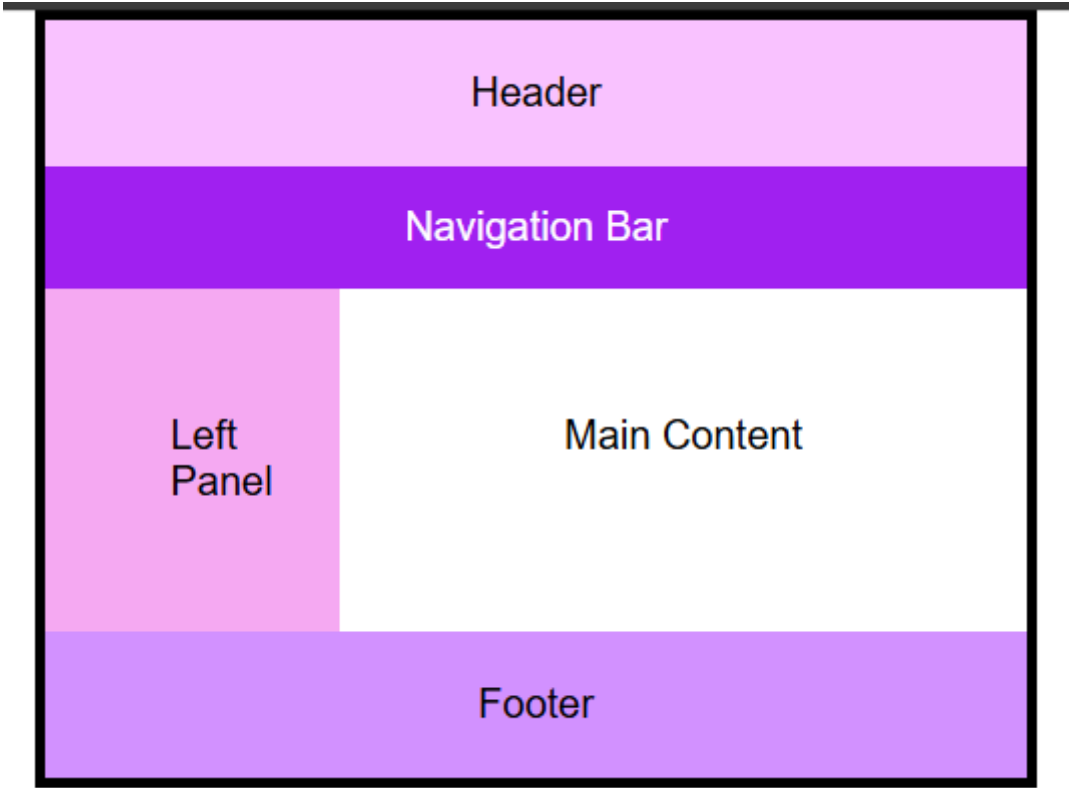 Header
Navigation Bar
Left
Panel
Main Content
Footer